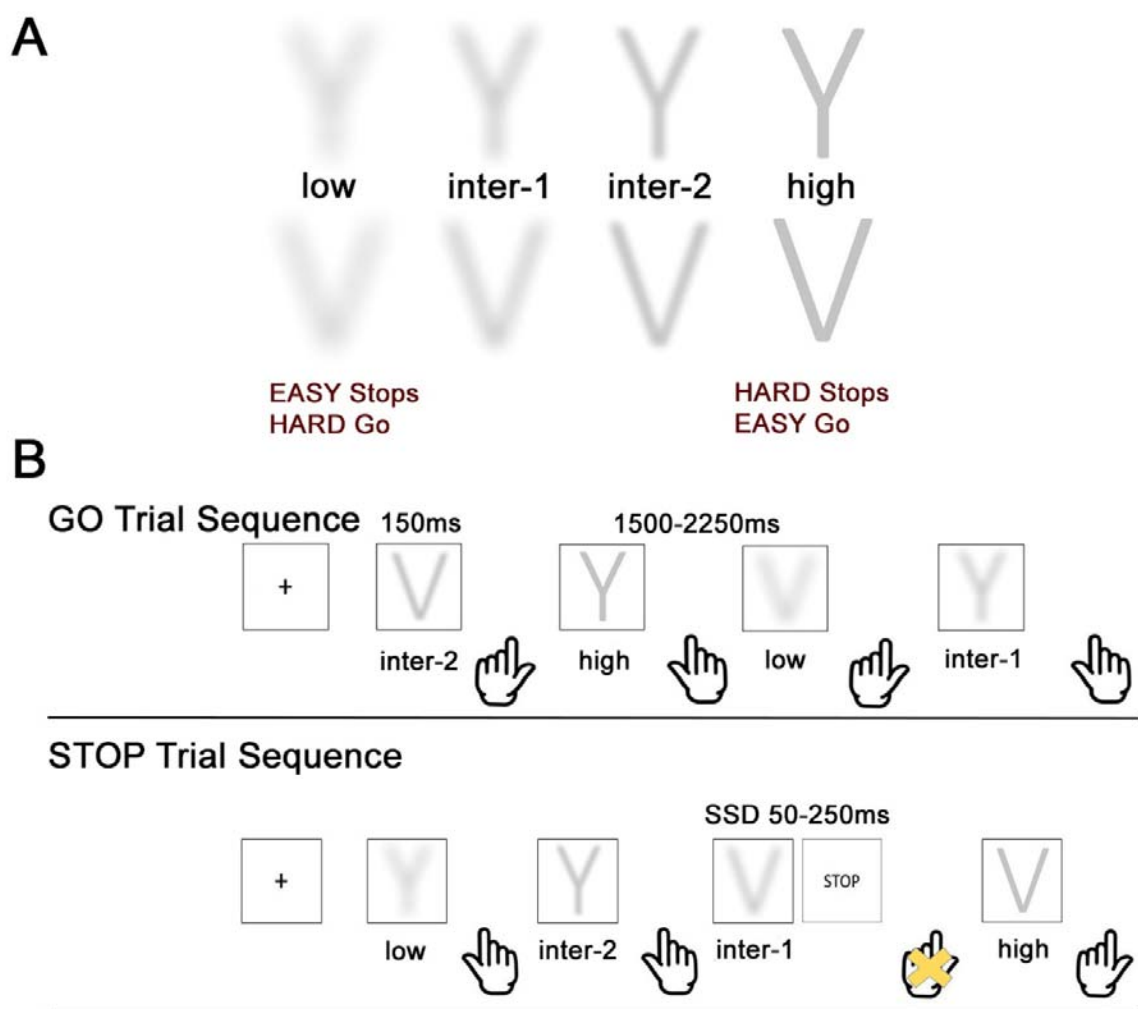 A
Y Y Y Y
low inter-1 inter-2 high
V V V V
EASY Stops HARD Stops
HARD Go EASY Go
B
GO Trial Sequence 150ms 1500-2250ms
+ V Y V Y
inter-2 high low inter-1
STOP Trial Sequence
SSD 50-250ms
+ Y Y V STOP V
low inter-2 inter-1 high